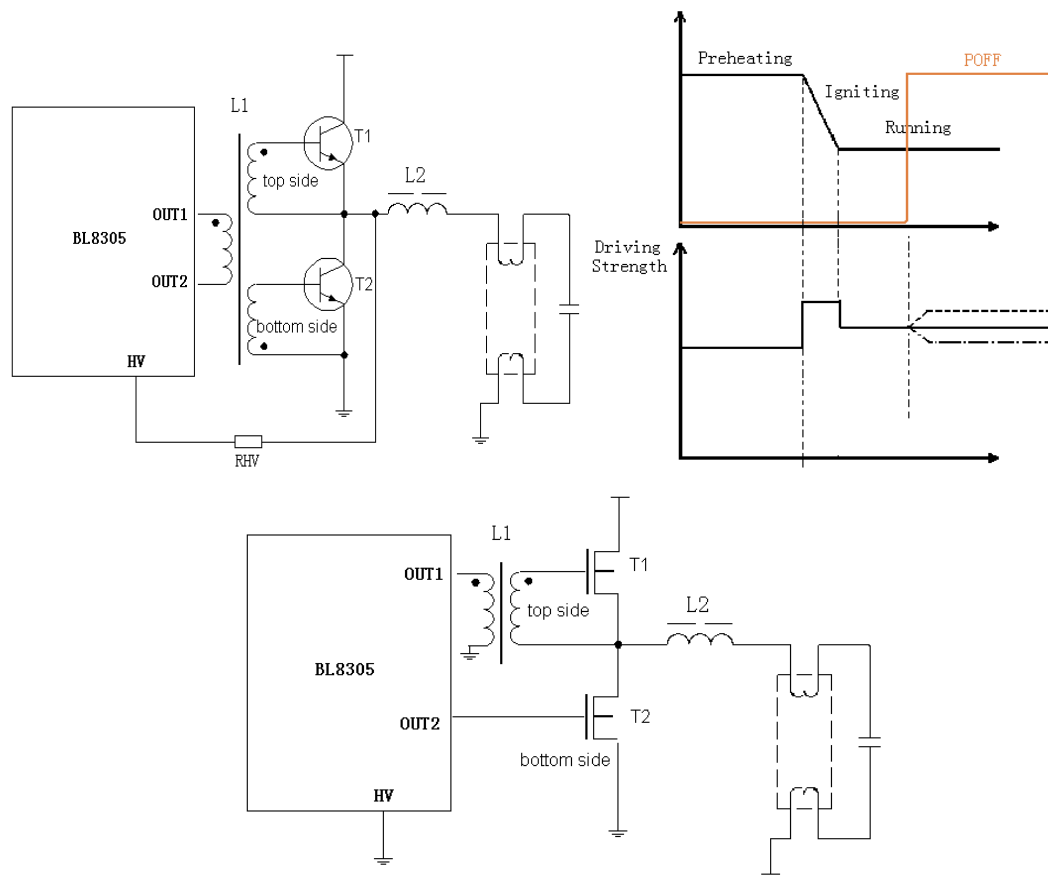 L1
T1
top side
L2
OUT1
BL8305
OUT2
T2
bottom side
HV
RHV
Preheating
POFF
Igniting
Running
Driving
Strength
L1
OUT1
T1
top side
L2
BL8305
OUT2
T2
bottom side
HV